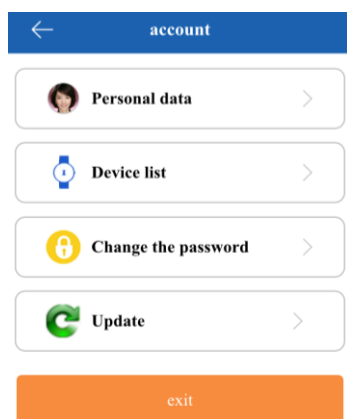 account
Personal data
Device list
Change the password
Update
exit